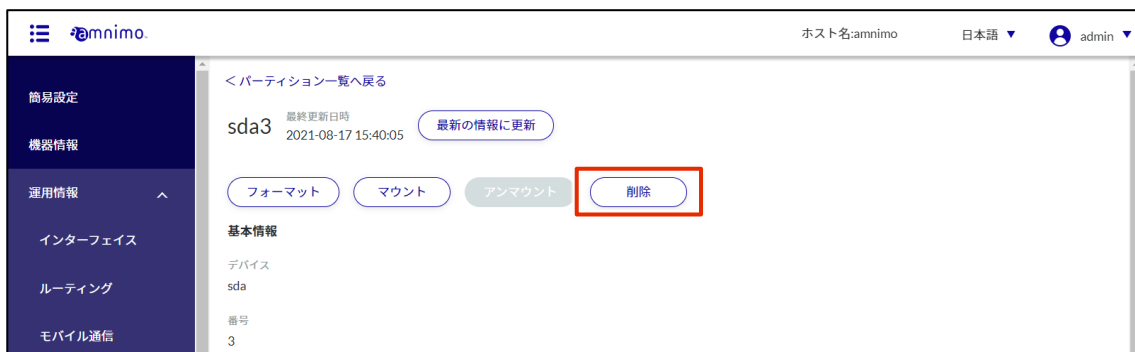 amnimo.
ホスト名:amnimo
日本語 ▼
admin ▼
簡易設定
機器情報
運用情報
インターフェイス
ルーティング
モバイル通信
＜パーティション一覧へ戻る
sda3
最終更新日時
2021-08-17 15:40:05
最新の情報に更新
フォーマット マウント アンマウント 削除
基本情報
デバイス
sda
番号
3